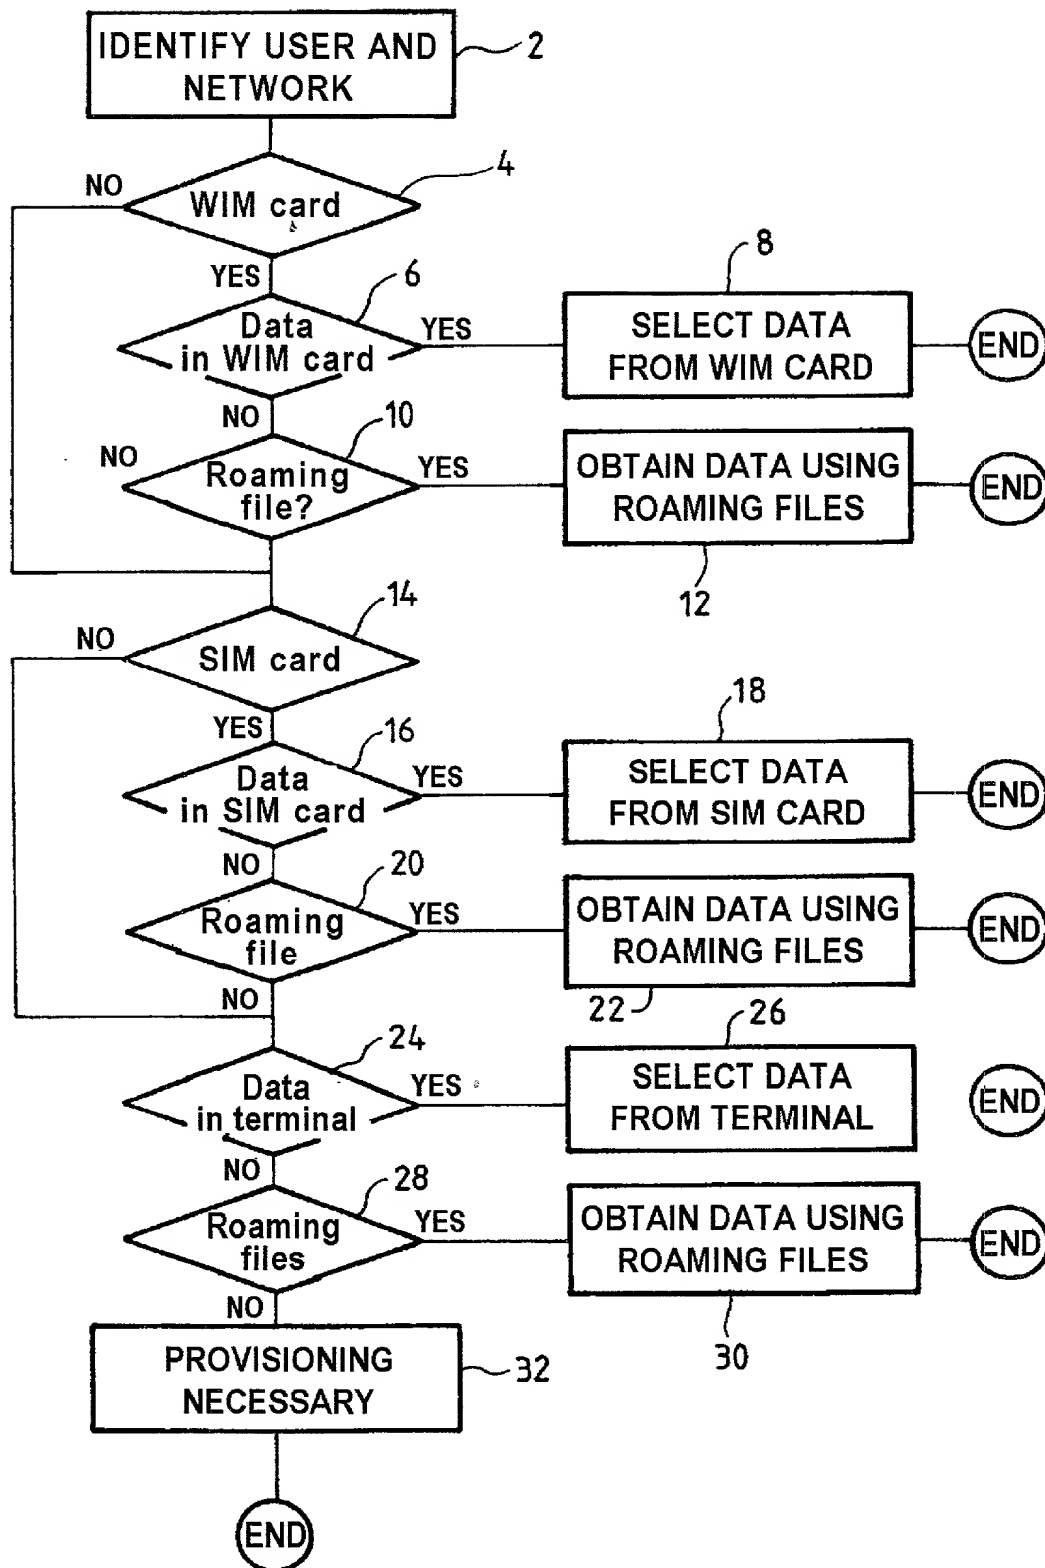 IDENTIFY USER AND
NETWORK
2
NO
WIM card
4
YES
6
8
Data
in WIM card
YES
SELECT DATA
FROM WIM CARD
END
NO
10
NO
Roaming
file?
YES
OBTAIN DATA USING
ROAMING FILES
END
12
14
NO
SIM card
YES
16
18
Data
in SIM card
YES
SELECT DATA
FROM SIM CARD
END
NO
20
Roaming
file
YES
OBTAIN DATA USING
ROAMING FILES
END
NO
22
26
24
Data
in terminal
YES
SELECT DATA
FROM TERMINAL
END
NO
28
Roaming
files
YES
OBTAIN DATA USING
ROAMING FILES
END
NO
30
PROVISIONING
NECESSARY
32
END